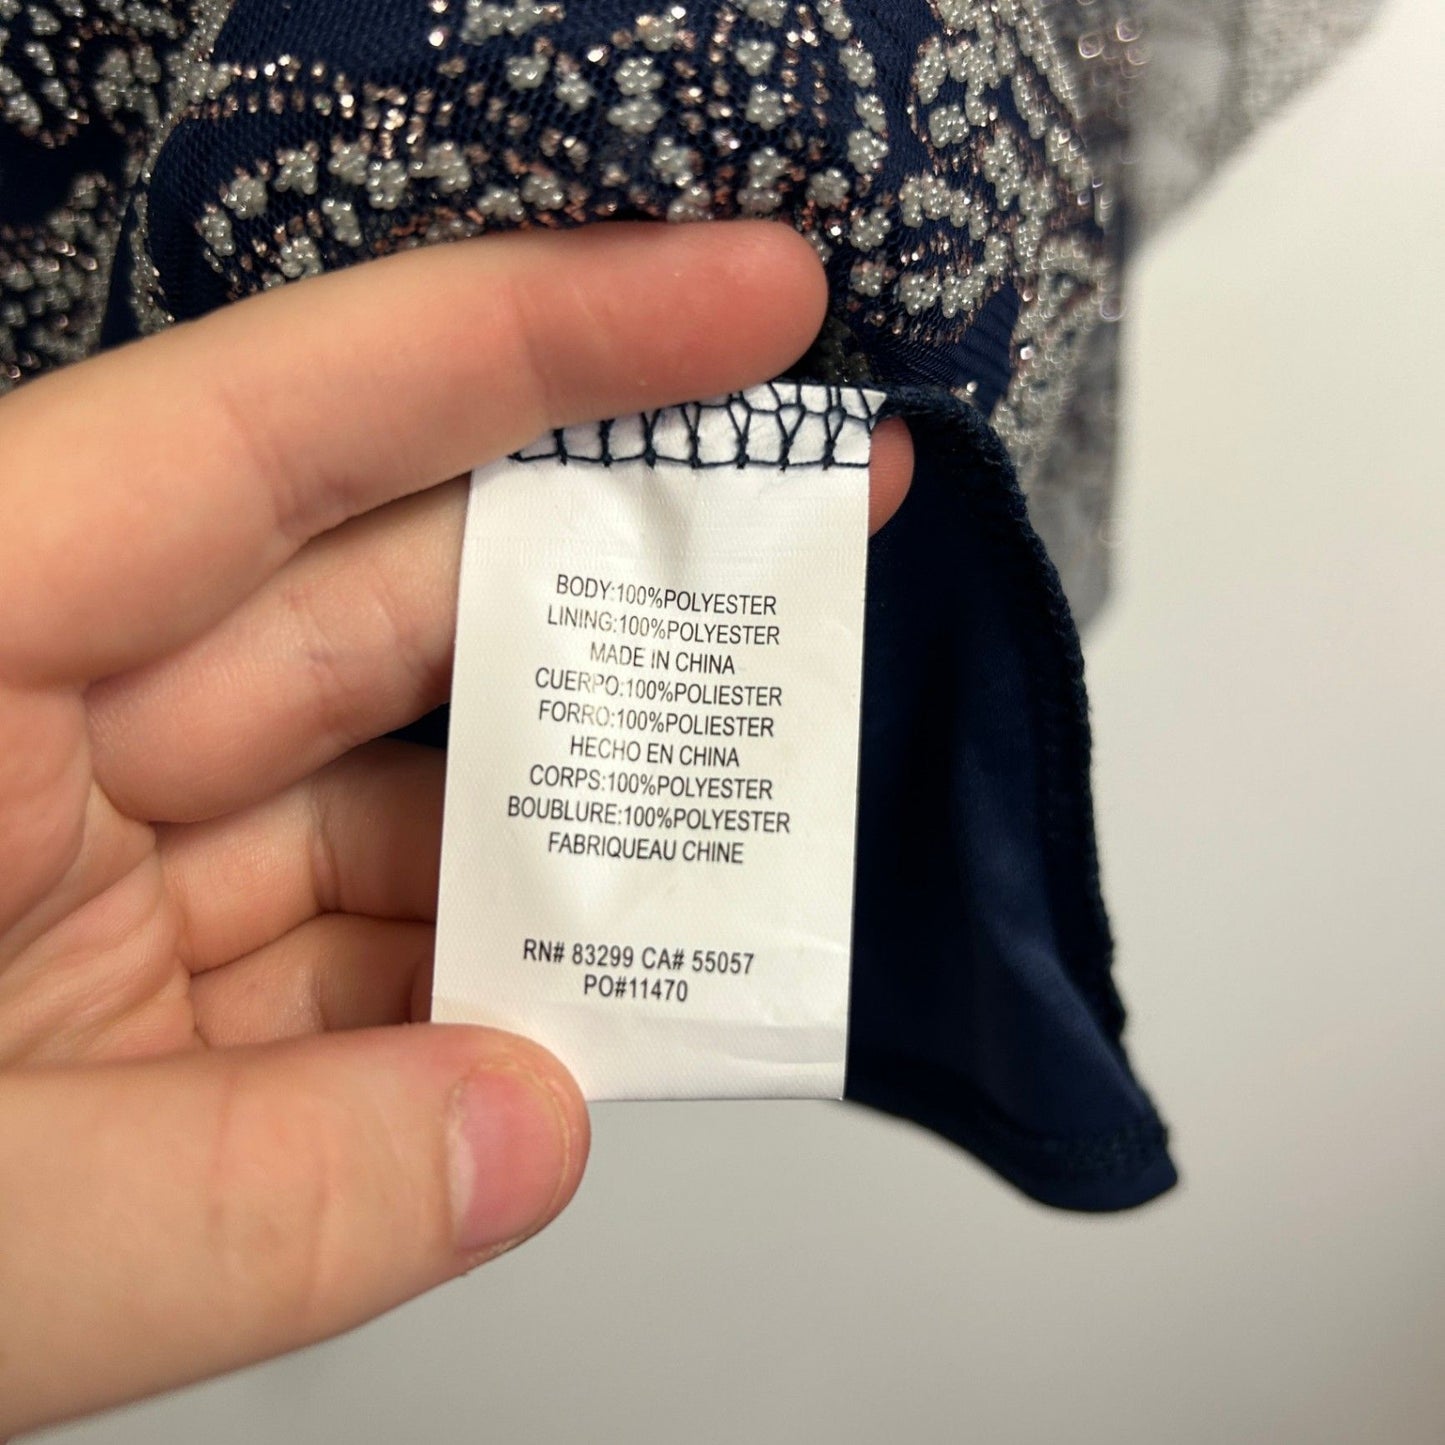 BODY:100%POLYESTER
LINING:100%POLYESTER
MADE IN CHINA
CUERPO:100%POLIESTER
FORRO:100%POLIESTER
HECHO EN CHINA
CORPS:100%POLYESTER
BOUBLURE:100%POLYESTER
FABRIQUEAU CHINE
RN# 83299 CA# 55057
PO#11470